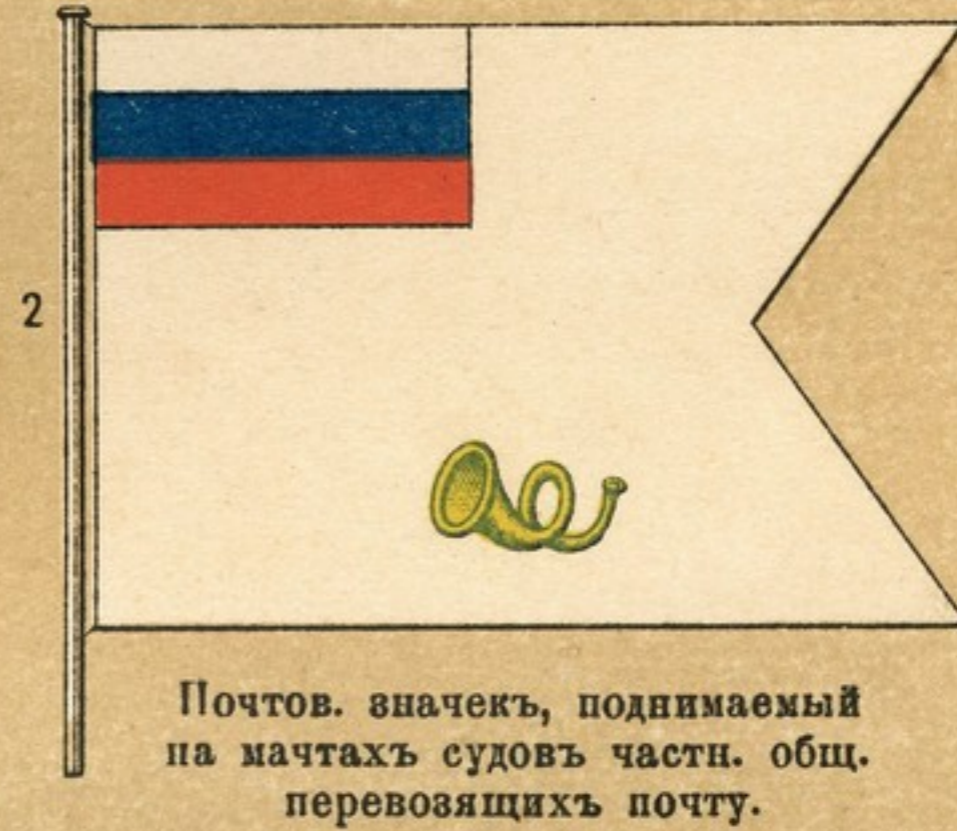 2
Почтов. значекъ, поднимаемый
на мачтахъ судовъ частн. общ.
перевозящихъ почту.